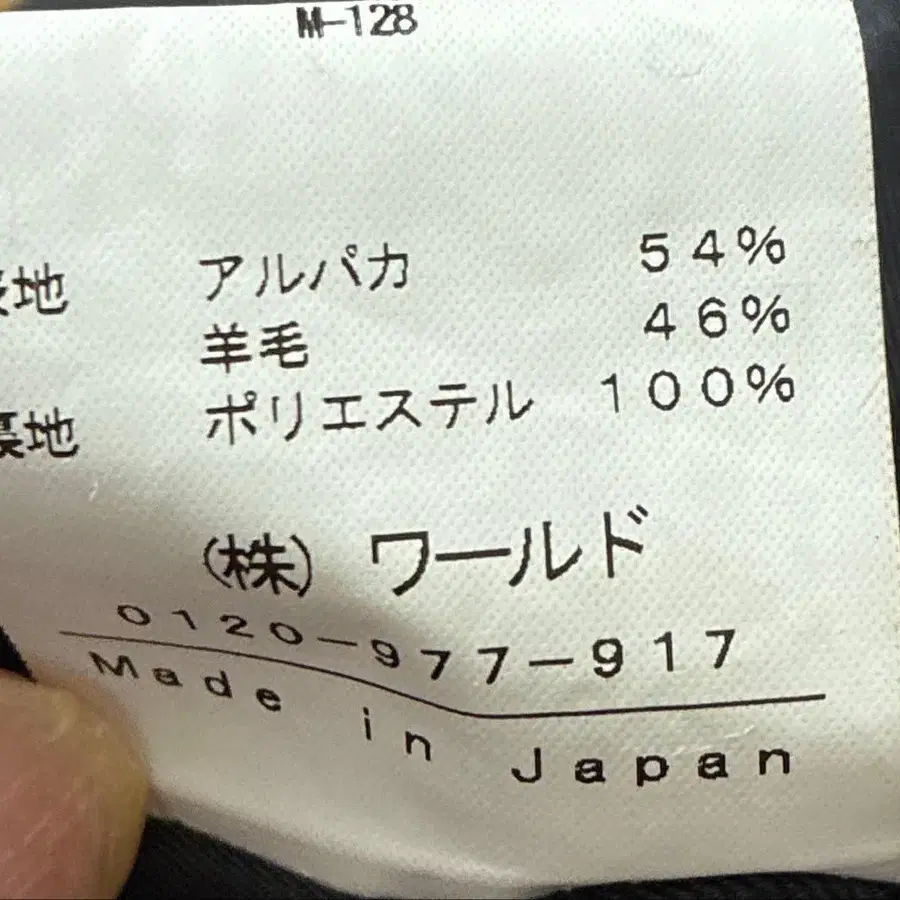 M-128
表地 アルパカ 54%
羊毛 46%
裏地 ポリエステル 100%
(株) ワールド
0120-977-917
Made in Japan